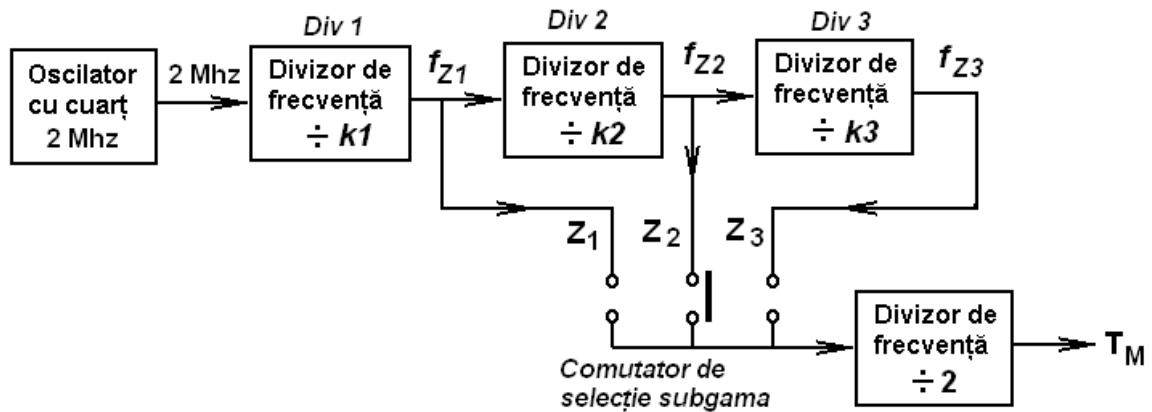 Div 1
Div 2
Div 3
Oscilator
cu cuarț
2 Mhz
2 Mhz
Divizor de
frecvență
÷ k1
fZ1
Divizor de
frecvență
÷ k2
fZ2
Divizor de
frecvență
÷ k3
fZ3
Z1
Z2
Z3
Comutator de
selecție subgama
Divizor de
frecvență
÷ 2
TM